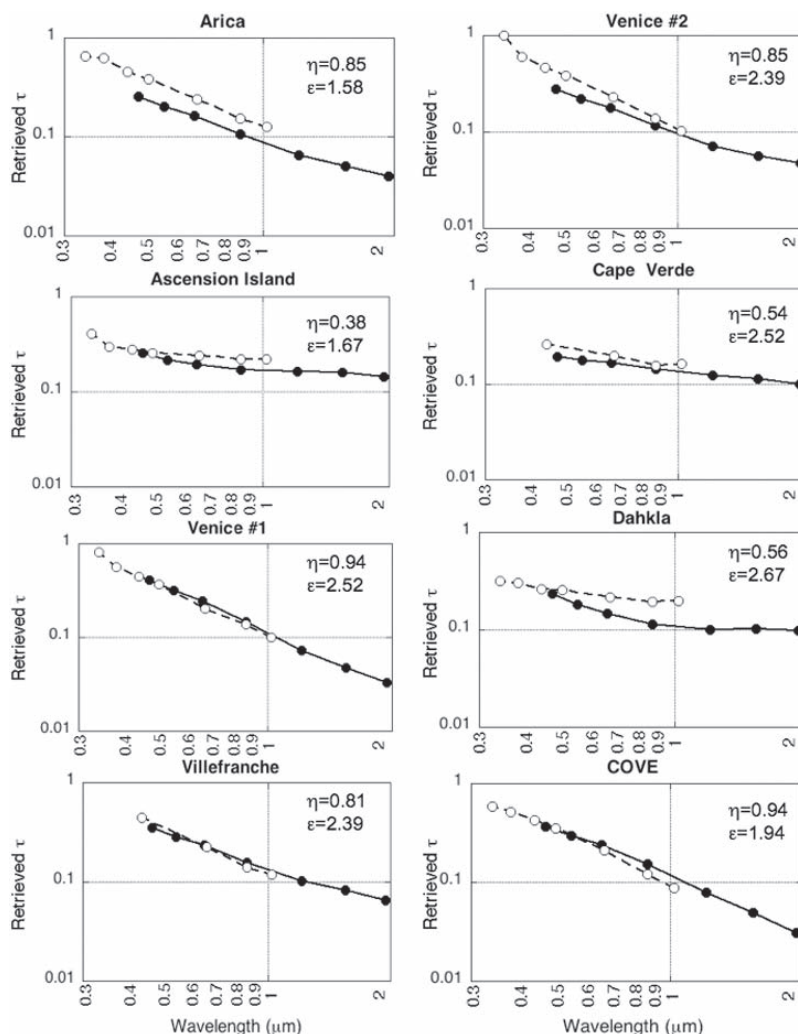 Arica
Retrieved τ
1
0.1
0.01
η=0.85
ε=1.58
0.3
0.4
0.5
0.6
0.7
0.8
0.9
1
2
Venice #2
Retrieved τ
1
0.1
0.01
η=0.85
ε=2.39
0.3
0.4
0.5
0.6
0.7
0.8
0.9
1
2
Ascension Island
Retrieved τ
1
0.1
0.01
η=0.38
ε=1.67
0.3
0.4
0.5
0.6
0.7
0.8
0.9
1
2
Cape Verde
Retrieved τ
1
0.1
0.01
η=0.54
ε=2.52
0.3
0.4
0.5
0.6
0.7
0.8
0.9
1
2
Venice #1
Retrieved τ
1
0.1
0.01
η=0.94
ε=2.52
0.3
0.4
0.5
0.6
0.7
0.8
0.9
1
2
Dahkla
Retrieved τ
1
0.1
0.01
η=0.56
ε=2.67
0.3
0.4
0.5
0.6
0.7
0.8
0.9
1
2
Villefranche
Retrieved τ
1
0.1
0.01
η=0.81
ε=2.39
0.3
0.4
0.5
0.6
0.7
0.8
0.9
1
2
Wavelength (μm)
COVE
Retrieved τ
1
0.1
0.01
η=0.94
ε=1.94
0.3
0.4
0.5
0.6
0.7
0.8
0.9
1
2
Wavelength (μm)